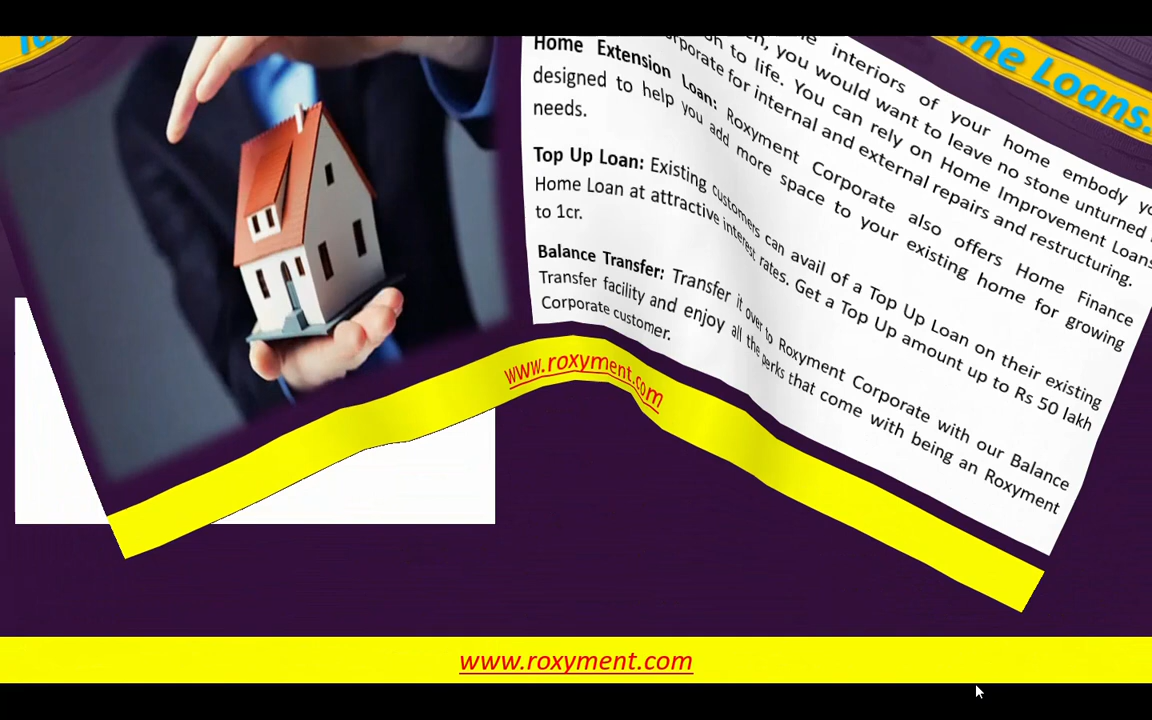 ome Loans.
e interiors of your home embody yo
en, you would want to leave no stone unturned
on to life. You can rely on Home Improvement Loans
orporate for internal and external repairs and restructuring.
Home Extension Loan: Roxyment Corporate also offers Home Finance
designed to help you add more space to your existing home for growing
needs.
Top Up Loan: Existing customers can avail of a Top Up Loan on their existing
Home Loan at attractive interest rates. Get a Top Up amount up to Rs 50 lakh
to 1cr.
Balance Transfer: Transfer it over to Roxyment Corporate with our Balance
Transfer facility and enjoy all the perks that come with being an Roxyment
Corporate customer.
www.roxyment.com
www.roxyment.com